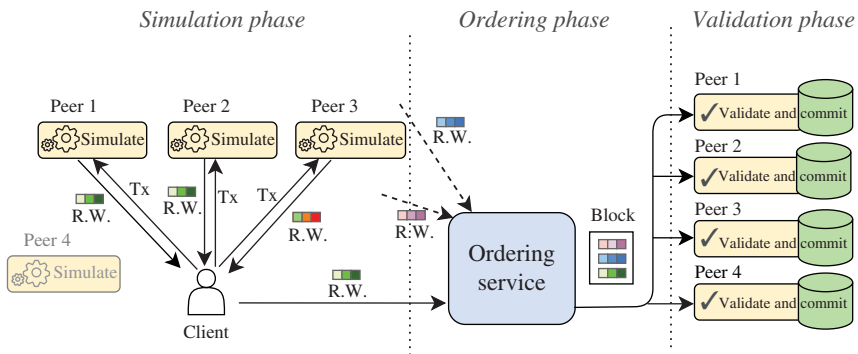 Simulation phase
Ordering phase
Validation phase
Peer 1
Peer 2
Peer 3
Simulate
Simulate
Simulate
Tx
Tx
Tx
R.W.
R.W.
R.W.
Peer 4
Simulate
Client
R.W.
R.W.
R.W.
Ordering
service
Block
Peer 1
Validate and commit
Peer 2
Validate and commit
Peer 3
Validate and commit
Peer 4
Validate and commit